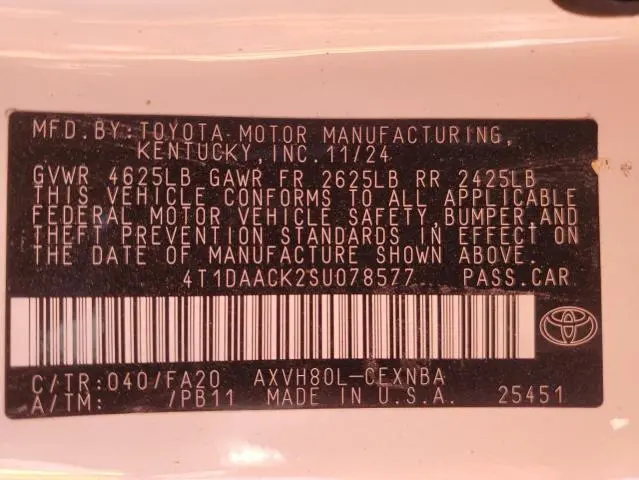 MFD.BY:TOYOTA MOTOR MANUFACTURING,
KENTUCKY,INC.11/24
GVWR 4625LB GAWR FR 2625LB RR 2425LB
THIS VEHICLE CONFORMS TO ALL APPLICABLE
FEDERAL MOTOR VEHICLE SAFETY,BUMPER,AND
THEFT PREVENTION STANDARDS IN EFFECT ON
THE DATE OF MANUFACTURE SHOWN ABOVE.
4T1DAACK2SU078577 PASS.CAR
C/TR:040/FA20 AXVH80L-CEXNBA
A/TM: /PB11 MADE IN U.S.A. 25451